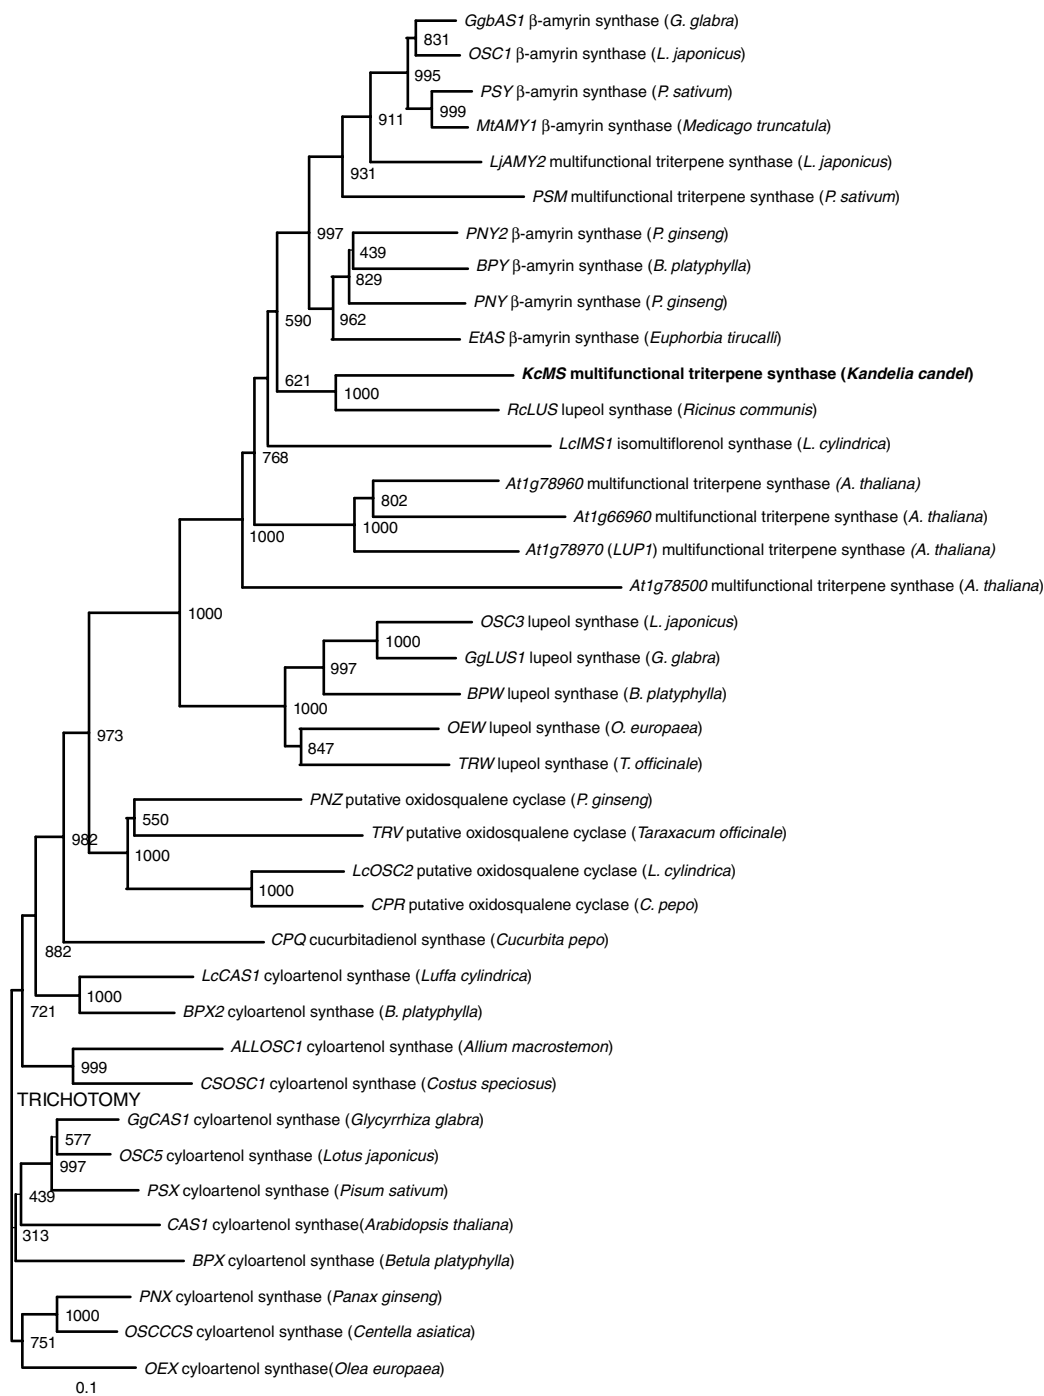 GgbAS1 β-amyrin synthase (G. glabra)
831
OSC1 β-amyrin synthase (L. japonicus)
995
PSY β-amyrin synthase (P. sativum)
999
911
MtAMY1 β-amyrin synthase (Medicago truncatula)
LjAMY2 multifunctional triterpene synthase (L. japonicus)
931
PSM multifunctional triterpene synthase (P. sativum)
997
PNY2 β-amyrin synthase (P. ginseng)
439
BPY β-amyrin synthase (B. platyphylla)
829
PNY β-amyrin synthase (P. ginseng)
590
962
EtAS β-amyrin synthase (Euphorbia tirucalli)
621
KcMS multifunctional triterpene synthase (Kandelia candel)
1000
RcLUS lupeol synthase (Ricinus communis)
LcIMS1 isomultiflorenol synthase (L. cylindrica)
768
At1g78960 multifunctional triterpene synthase (A. thaliana)
802
At1g66960 multifunctional triterpene synthase (A. thaliana)
1000
1000
At1g78970 (LUP1) multifunctional triterpene synthase (A. thaliana)
At1g78500 multifunctional triterpene synthase (A. thaliana)
1000
OSC3 lupeol synthase (L. japonicus)
1000
GgLUS1 lupeol synthase (G. glabra)
997
BPW lupeol synthase (B. platyphylla)
1000
OEW lupeol synthase (O. europaea)
973
847
TRW lupeol synthase (T. officinale)
PNZ putative oxidosqualene cyclase (P. ginseng)
550
TRV putative oxidosqualene cyclase (Taraxacum officinale)
982
1000
LcOSC2 putative oxidosqualene cyclase (L. cylindrica)
1000
CPR putative oxidosqualene cyclase (C. pepo)
CPQ cucurbitadienol synthase (Cucurbita pepo)
882
LcCAS1 cyloartenol synthase (Luffa cylindrica)
1000
721
BPX2 cyloartenol synthase (B. platyphylla)
ALLOSC1 cyloartenol synthase (Allium macrostemon)
999
CSOSC1 cyloartenol synthase (Costus speciosus)
TRICHOTOMY
GgCAS1 cyloartenol synthase (Glycyrrhiza glabra)
577
OSC5 cyloartenol synthase (Lotus japonicus)
997
PSX cyloartenol synthase (Pisum sativum)
439
CAS1 cyloartenol synthase(Arabidopsis thaliana)
313
BPX cyloartenol synthase (Betula platyphylla)
PNX cyloartenol synthase (Panax ginseng)
1000
OSCCCS cyloartenol synthase (Centella asiatica)
751
OEX cyloartenol synthase(Olea europaea)
0.1